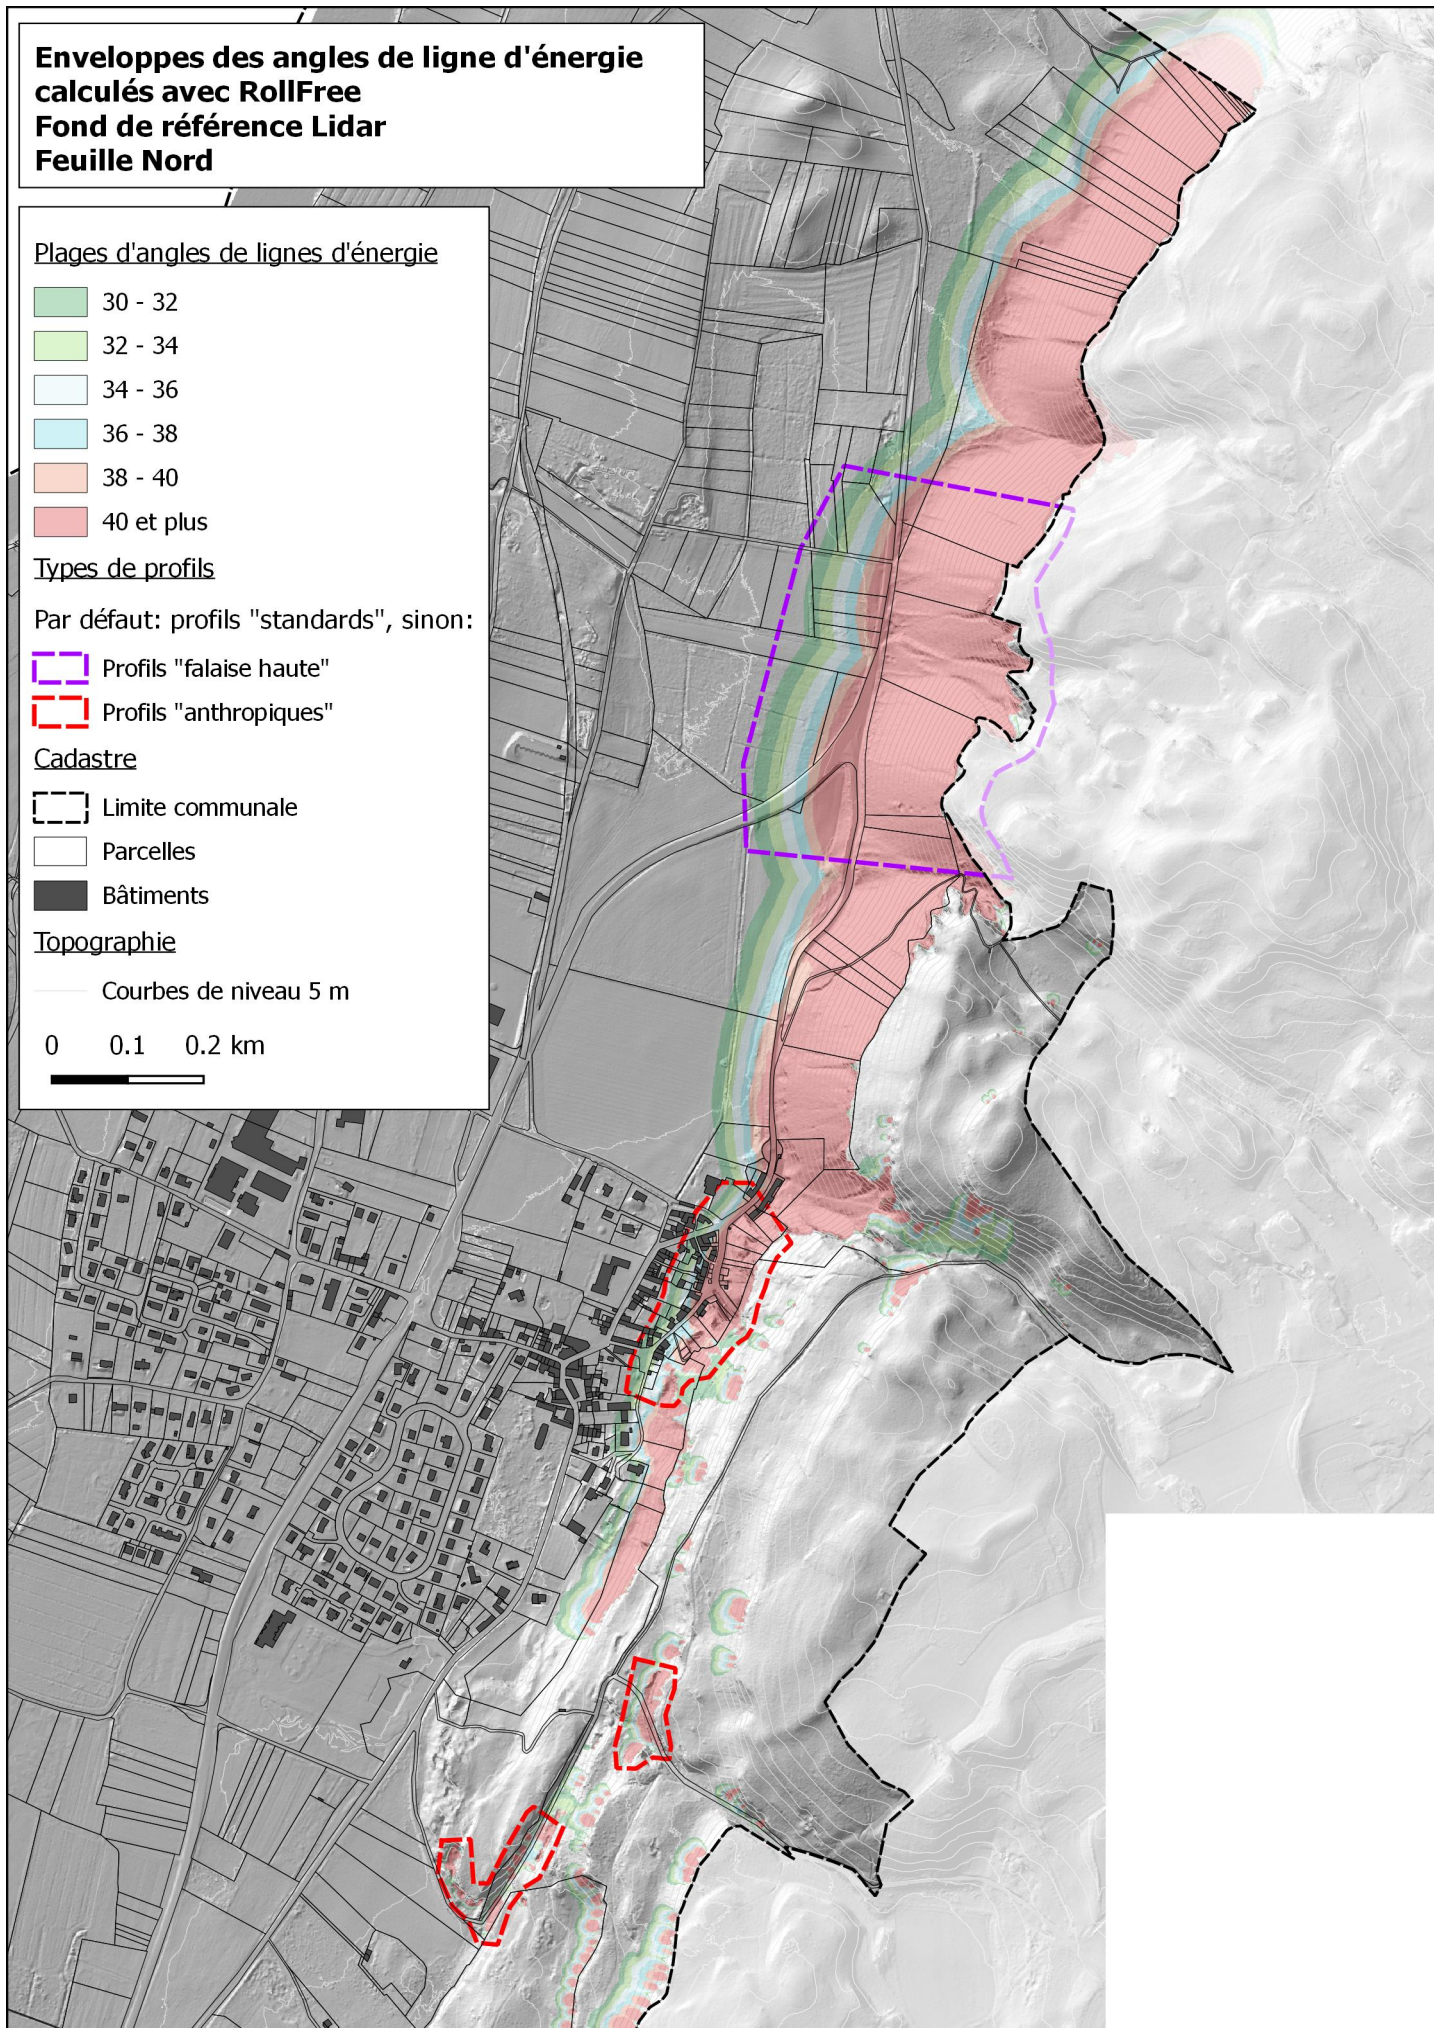 Enveloppes des angles de ligne d'énergie
calculés avec RollFree
Fond de référence Lidar
Feuille Nord
Plages d'angles de lignes d'énergie
30 - 32
32 - 34
34 - 36
36 - 38
38 - 40
40 et plus
Types de profils
Par défaut: profils "standards", sinon:
Profils "falaise haute"
Profils "anthropiques"
Cadastre
Limite communale
Parcelles
Bâtiments
Topographie
Courbes de niveau 5 m
0 0.1 0.2 km